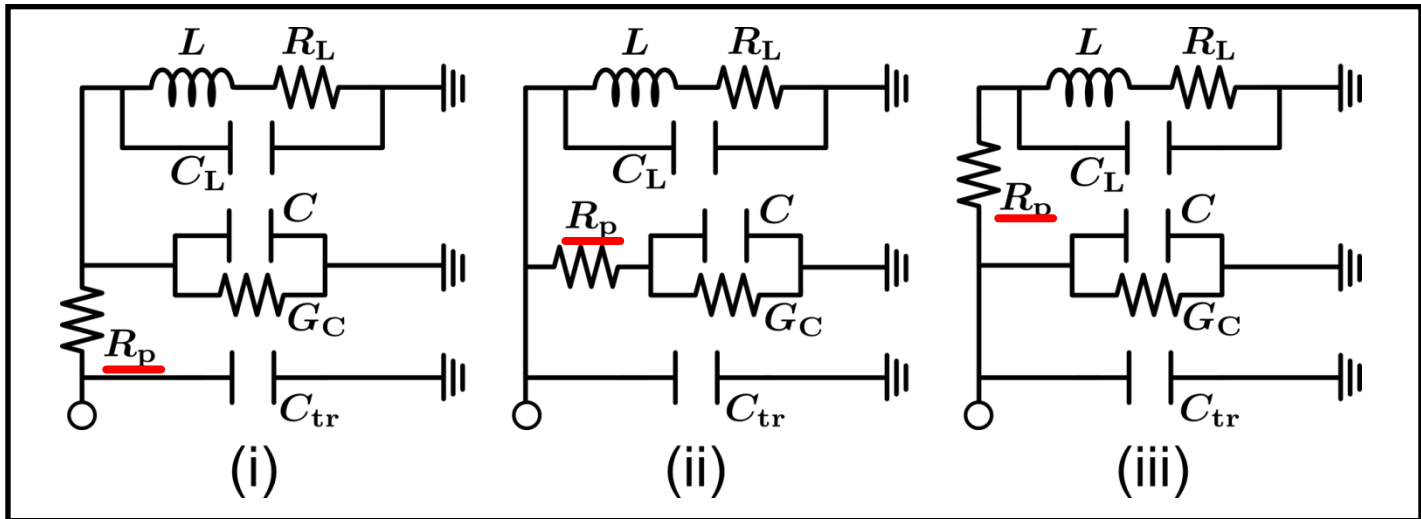 L R_L L R_L L R_L
C_L C_L C_L
C R_p C R_p C
G_C G_C G_C
R_p
C_tr C_tr C_tr
(i) (ii) (iii)